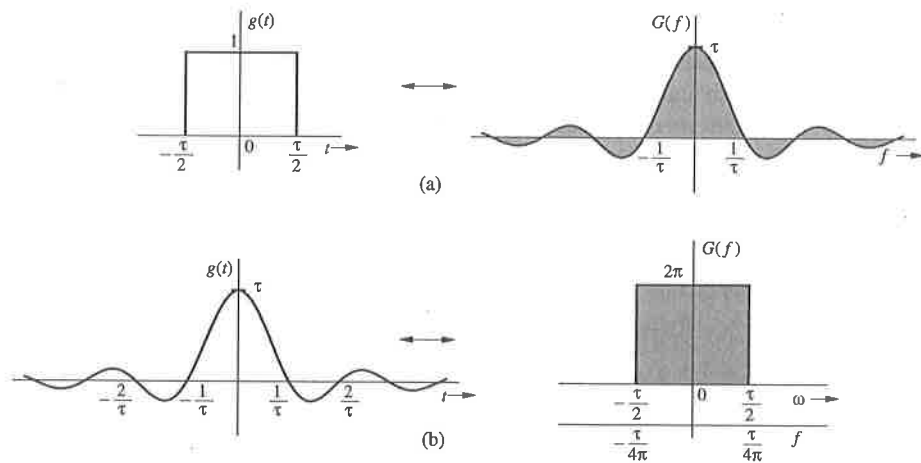 g(t)
1
-τ/2 0 τ/2 t
G(f)
τ
-1/τ 1/τ f
(a)
g(t)
τ
-2/τ -1/τ 1/τ 2/τ t
G(f)
2π
-τ/2 0 τ/2 ω
-τ/4π τ/4π f
(b)